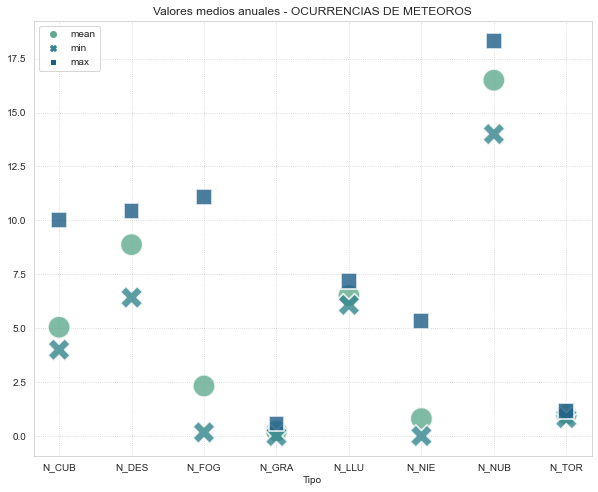 Valores medios anuales - OCURRENCIAS DE METEOROS
mean
min
max
17.5
15.0
12.5
10.0
7.5
5.0
2.5
0.0
N_CUB N_DES N_FOG N_GRA N_LLU N_NIE N_NUB N_TOR
Tipo